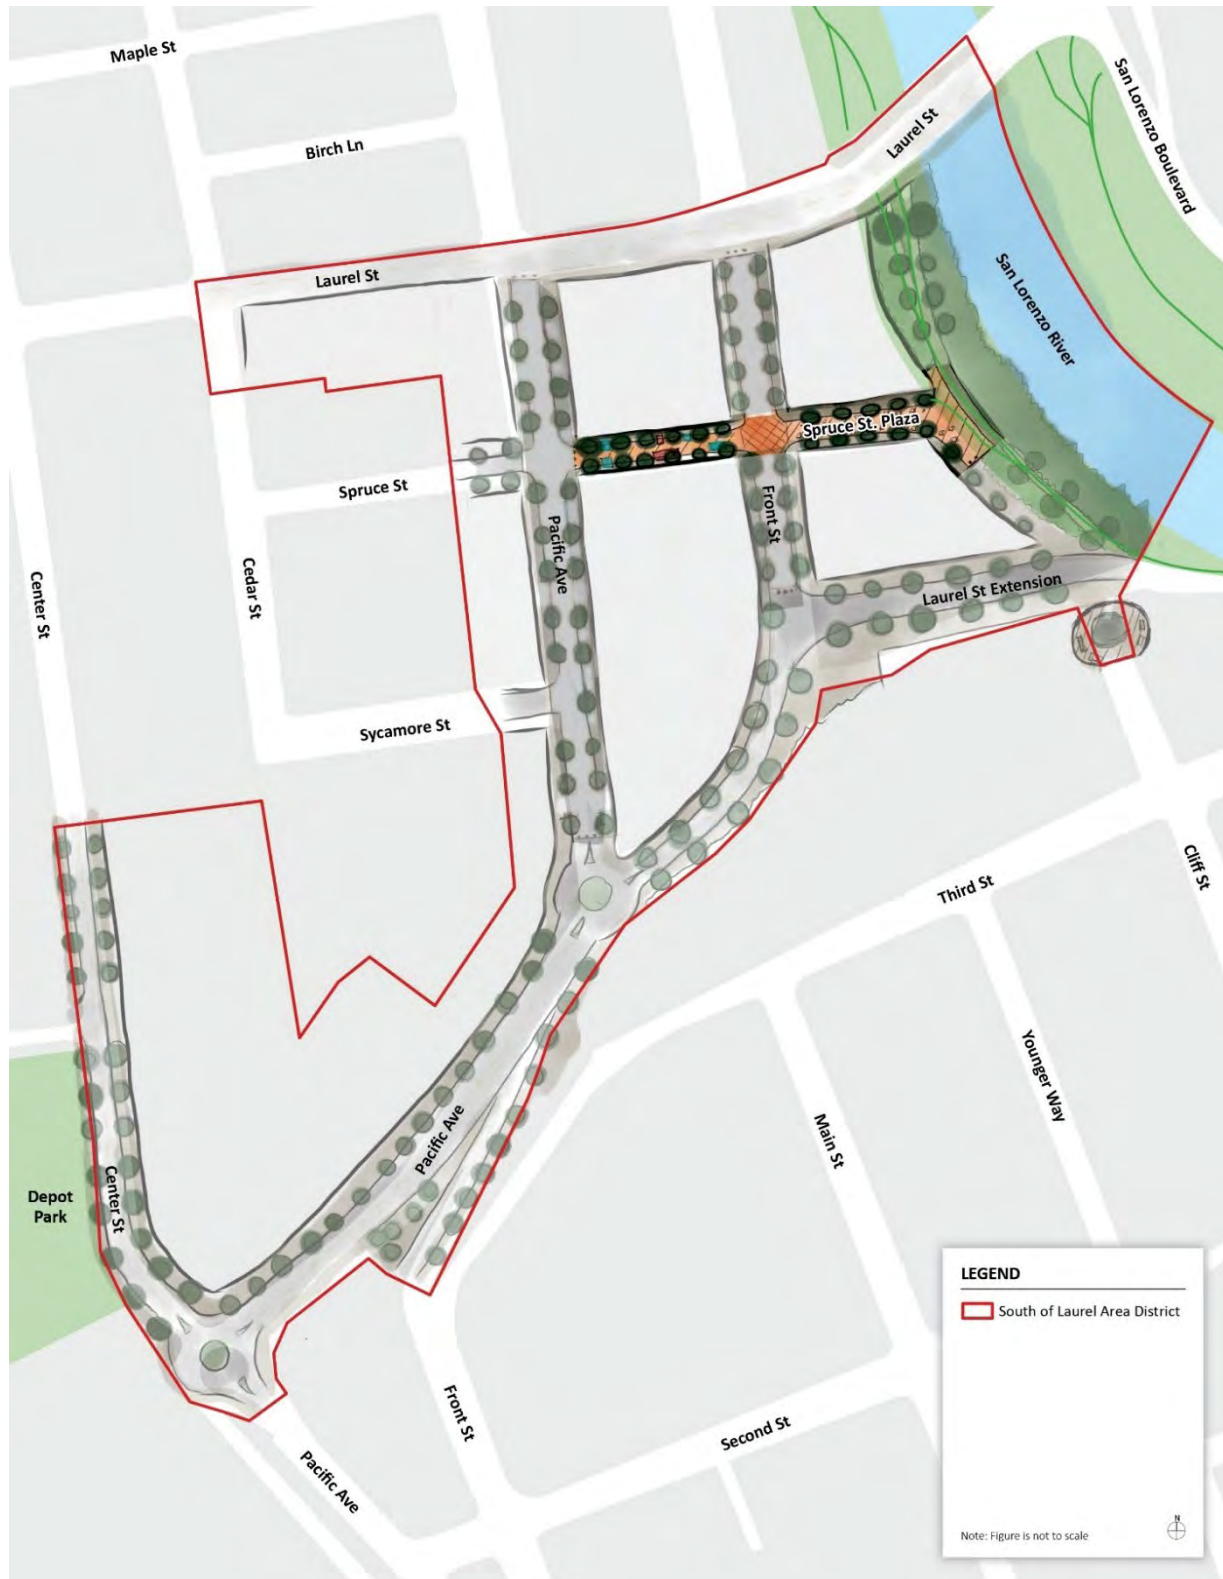 Maple St
San Lorenzo Boulevard
Birch Ln
Laurel St
Laurel St
San Lorenzo River
Spruce St. Plaza
Spruce St
Front St
Pacific Ave
Center St
Cedar St
Laurel St Extension
Sycamore St
Cliff St
Third St
Younger Way
Main St
Pacific Ave
Center St
Depot
Park
LEGEND
South of Laurel Area District
Front St
Second St
Pacific Ave
Note: Figure is not to scale
N